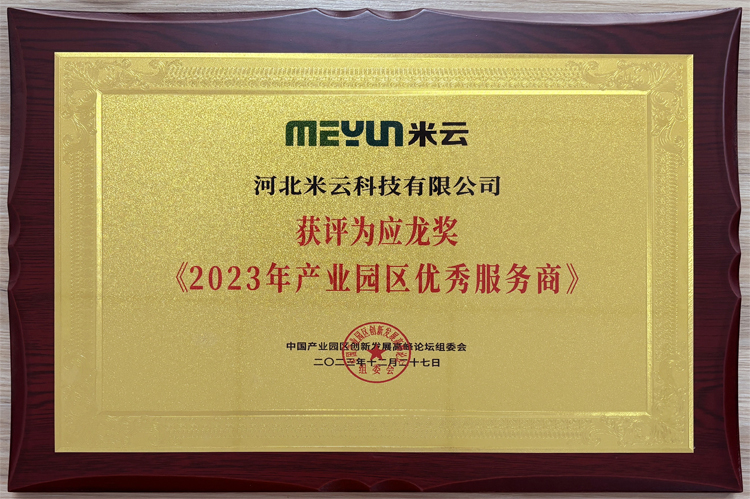 MEYUN米云
河北米云科技有限公司
获评为应龙奖
《2023年产业园区优秀服务商》
中国产业园区创新发展高峰论坛组委会
二〇二三年十二月二十七日
组委会